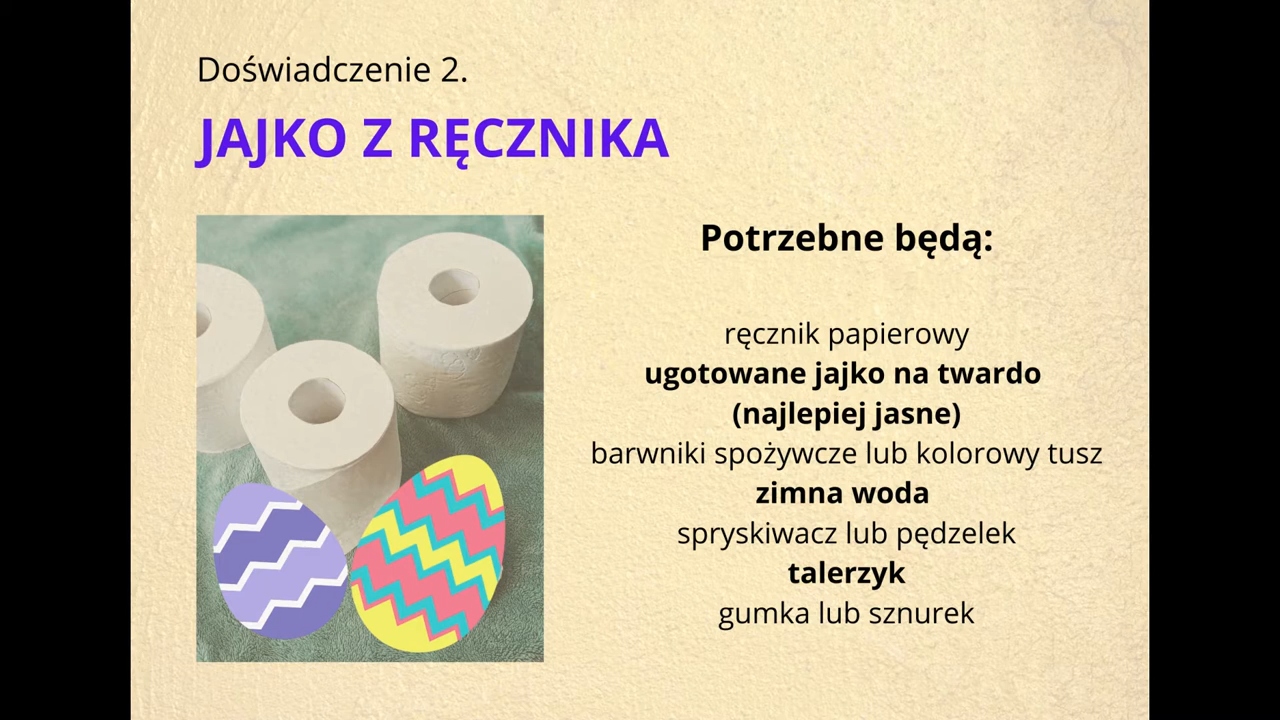 Doświadczenie 2.
JAJKO Z RĘCZNIKA
Potrzebne będą:
ręcznik papierowy
ugotowane jajko na twardo
(najlepiej jasne)
barwniki spożywcze lub kolorowy tusz
zimna woda
spryskiwacz lub pędzelek
talerzyk
gumka lub sznurek